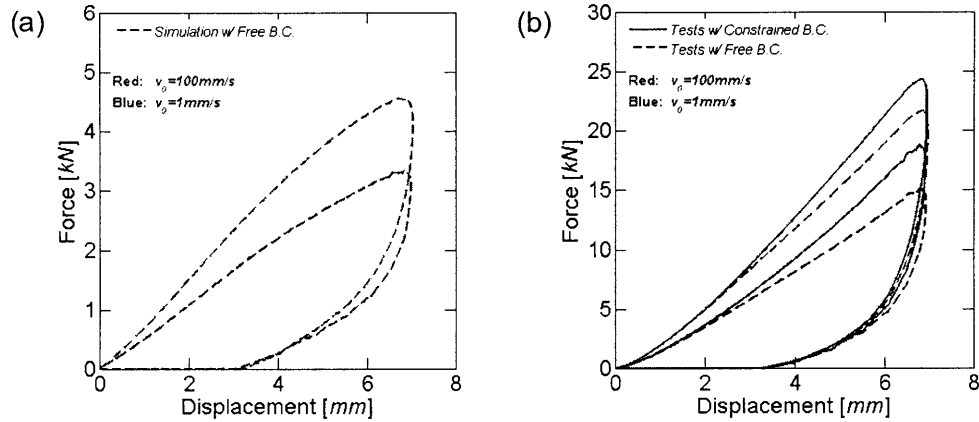 (a)
6
5
4
3
2
1
0
Force [kN]
Simulation w/ Free B.C.
Red: v₀=100mm/s
Blue: v₀=1mm/s
0 2 4 6 8
Displacement [mm]
(b)
30
25
20
15
10
5
0
Force [kN]
Tests w/ Constrained B.C.
Tests w/ Free B.C.
Red: v₀=100mm/s
Blue: v₀=1mm/s
0 2 4 6 8
Displacement [mm]